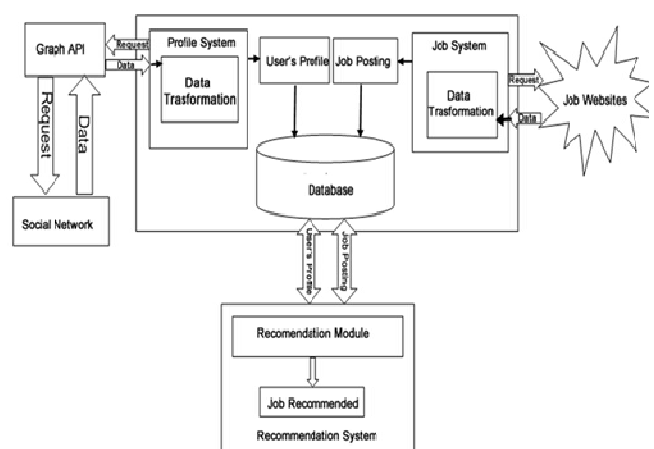 Graph API
Request
Data
Profile System
Data
Trasformation
User's Profile
Job Posting
Job System
Data
Trasformation
Request
Data
Job Websites
Request
Data
Social Network
Database
User's Profile
Job Posting
Recomendation Module
Job Recommended
Recommendation System